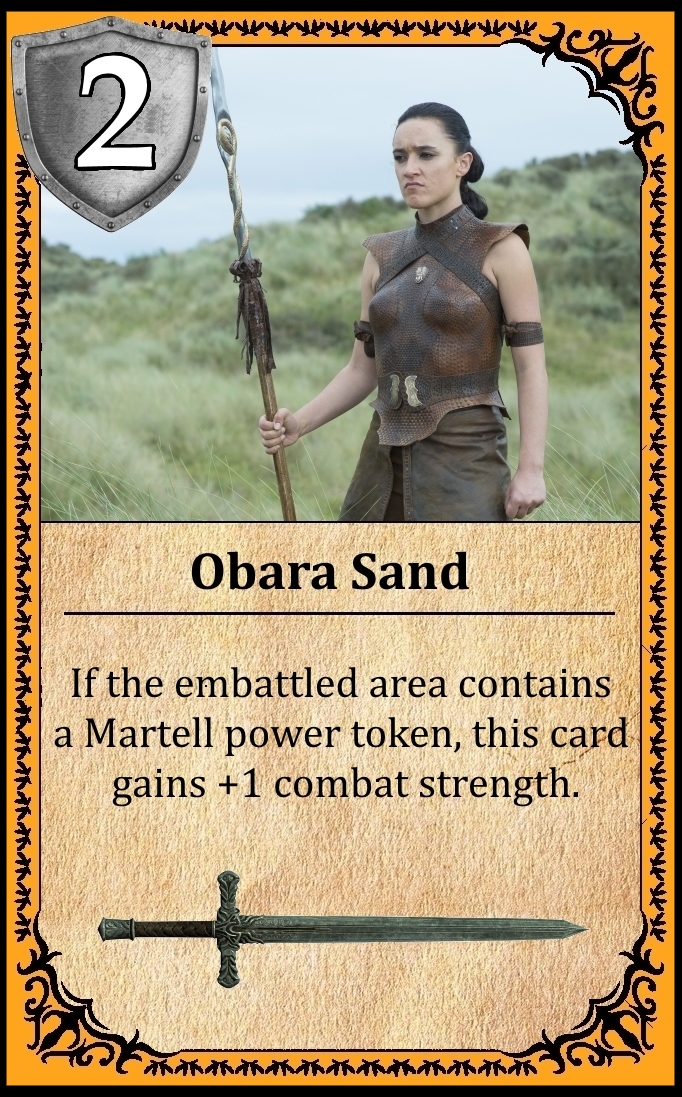 2
Obara Sand
If the embattled area contains
a Martell power token, this card
gains +1 combat strength.